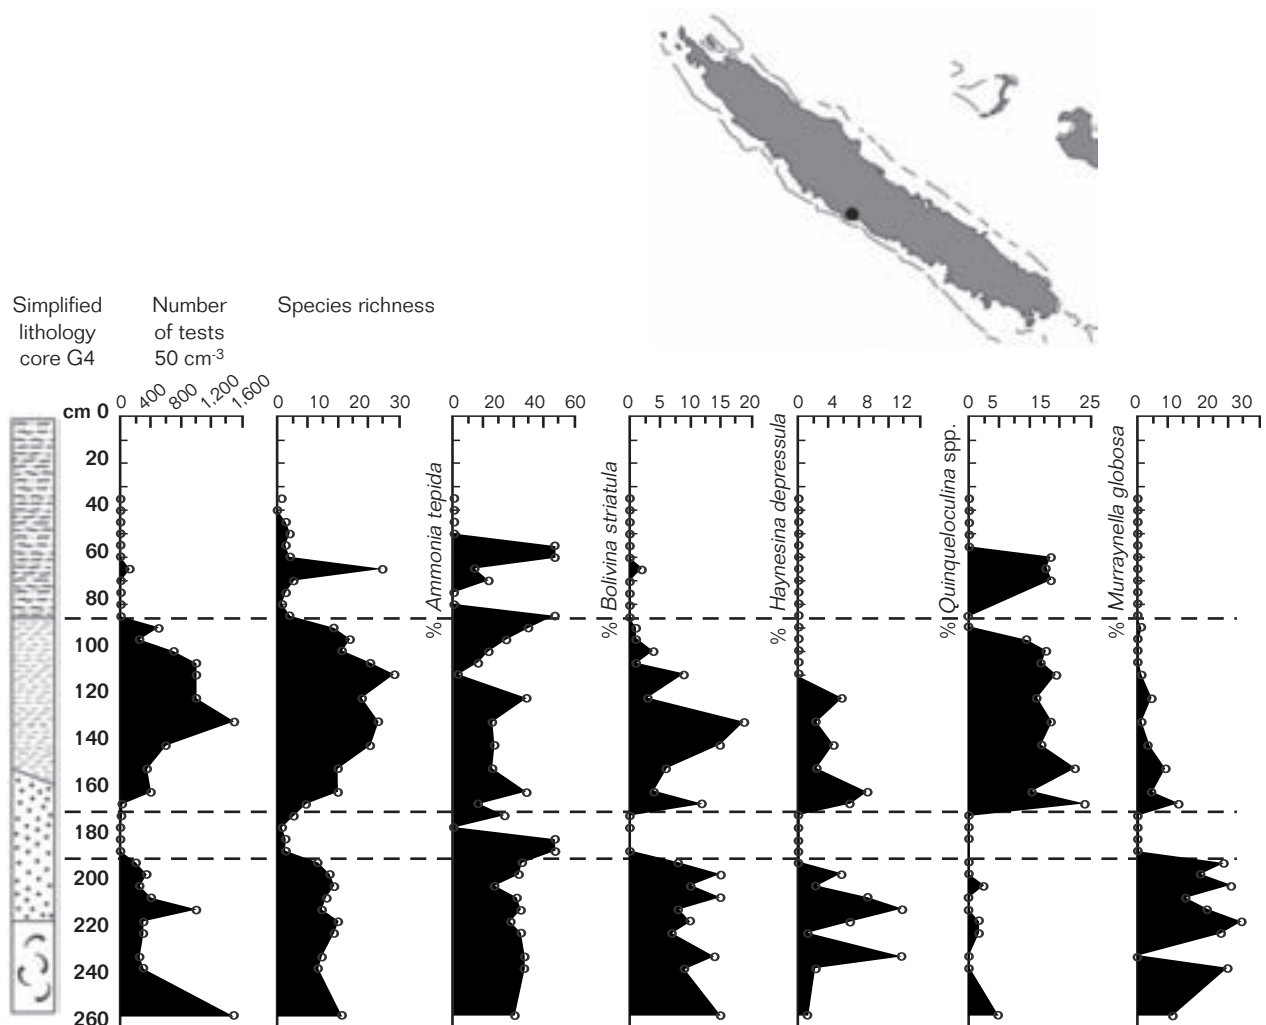 Simplified
lithology
core G4
Number
of tests
50 cm-3
Species richness
cm 0
20
40
60
80
100
120
140
160
180
200
220
240
260
0 400 800 1,200 1,600
0 10 20 30
% Ammonia tepida
0 20 40 60
% Bolivina striatula
0 5 10 15 20
% Haynesina depressula
0 4 8 12
% Quinqueloculina spp.
0 5 15 25
% Murraynella globosa
0 10 20 30